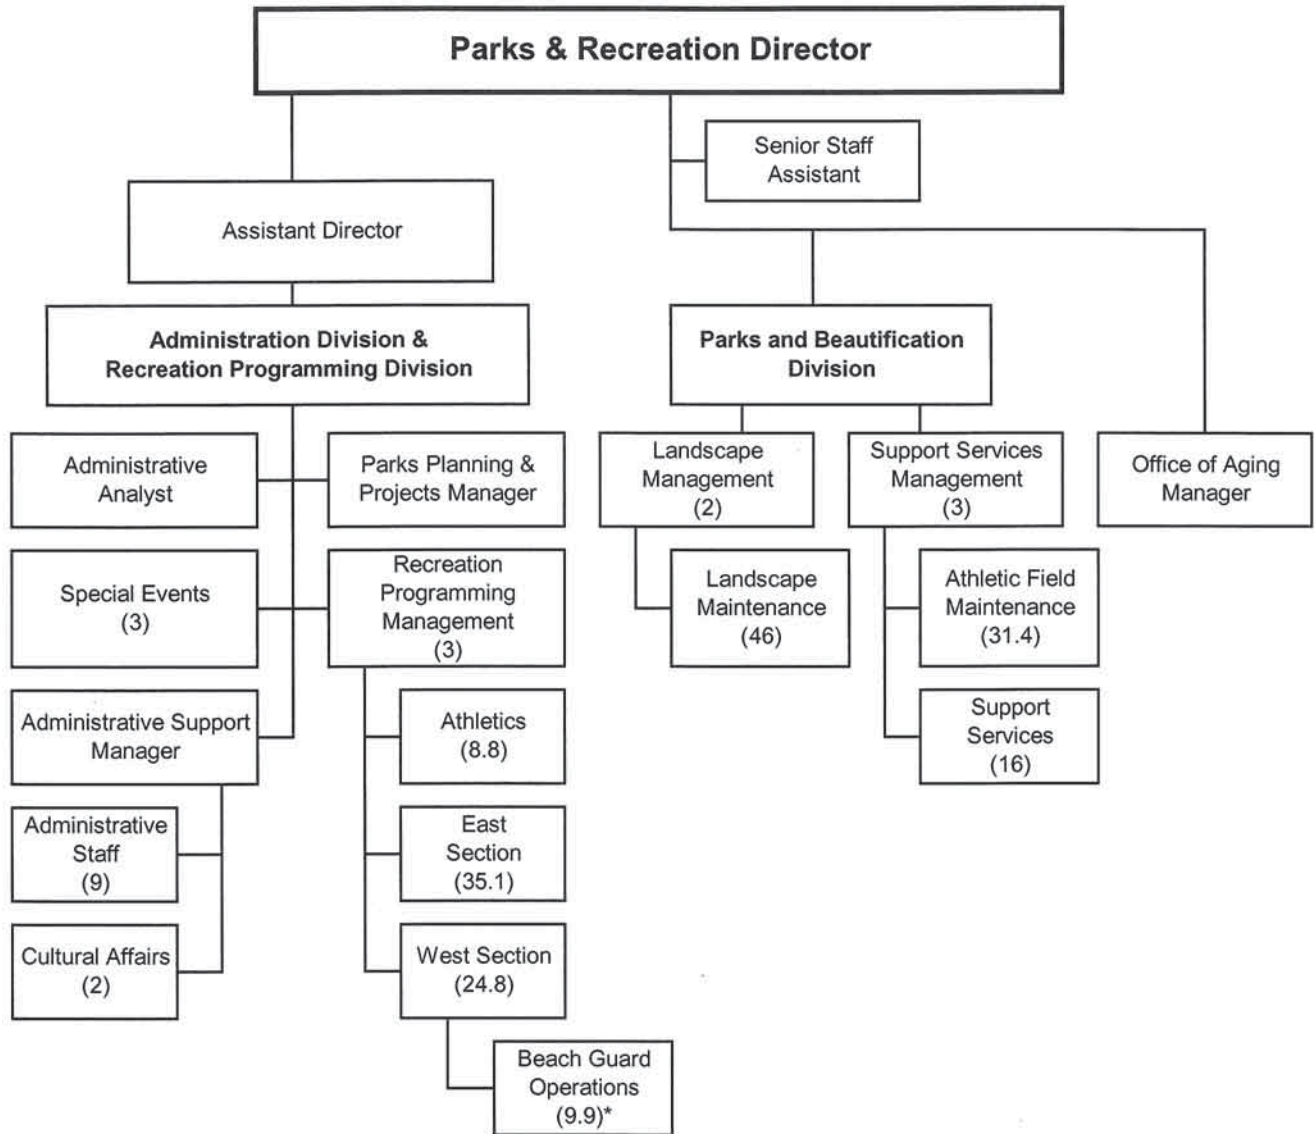 Parks & Recreation Director
Senior Staff
Assistant
Assistant Director
Administration Division &
Recreation Programming Division
Parks and Beautification
Division
Administrative
Analyst
Parks Planning &
Projects Manager
Landscape
Management
(2)
Support Services
Management
(3)
Office of Aging
Manager
Special Events
(3)
Recreation
Programming
Management
(3)
Landscape
Maintenance
(46)
Athletic Field
Maintenance
(31.4)
Administrative Support
Manager
Athletics
(8.8)
Support
Services
(16)
Administrative
Staff
(9)
East
Section
(35.1)
Cultural Affairs
(2)
West Section
(24.8)
Beach Guard
Operations
(9.9)*